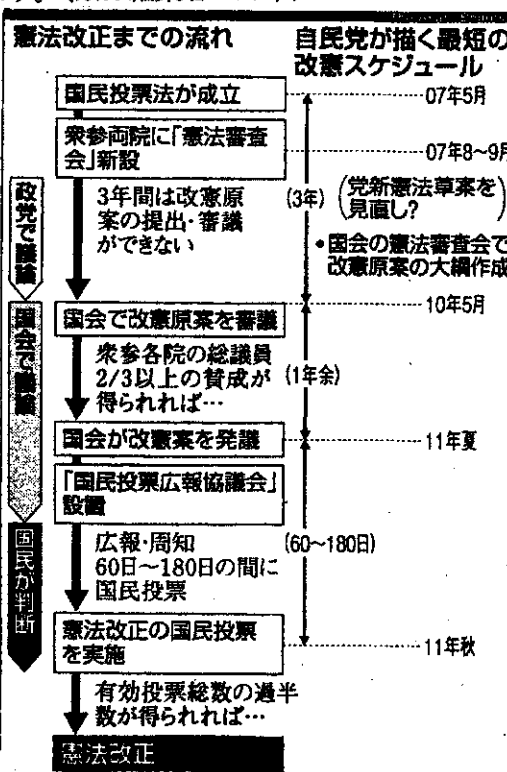 憲法改正までの流れ
自民党が描く最短の
改憲スケジュール
国民投票法が成立
07年5月
衆参両院に「憲法審査
会」新設
07年8〜9月
政党で議論
3年間は改憲原
案の提出・審議
ができない
(3年)
(党新憲法草案を
見直し?)
•国会の憲法審査会で
改憲原案の大綱作成
国会で改憲原案を審議
10年5月
国会で議論
衆参各院の総議員
2/3以上の賛成が
得られれば…
(1年余)
国会が改憲案を発議
11年夏
「国民投票広報協議会」
設置
国民が判断
広報・周知
60日〜180日の間に
国民投票
(60〜180日)
憲法改正の国民投票
を実施
11年秋
有効投票総数の過半
数が得られれば…
憲法改正